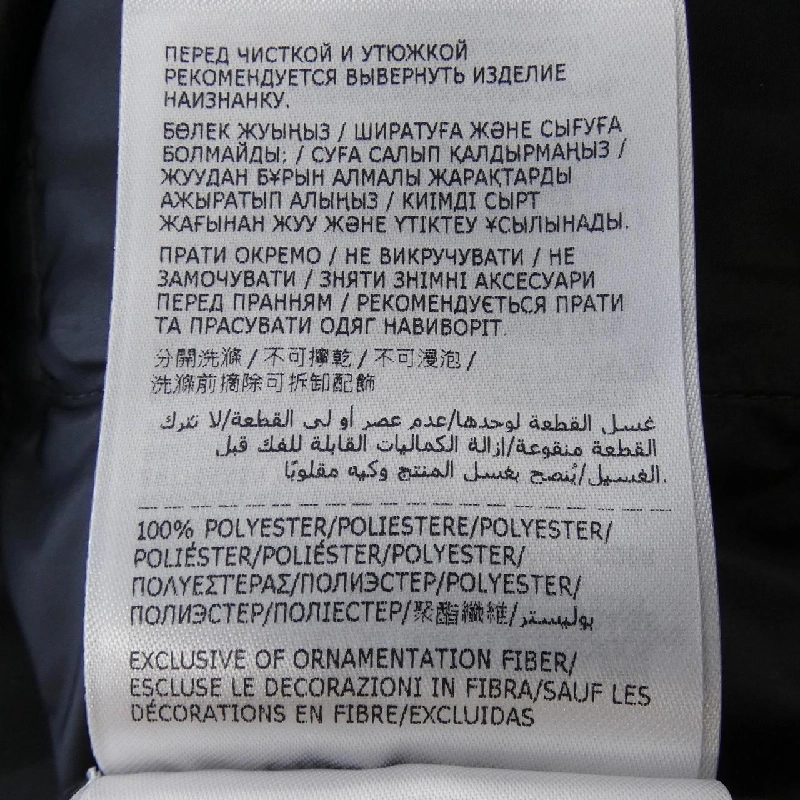 ПЕРЕД ЧИСТКОЙ И УТЮЖКОЙ
РЕКОМЕНДУЕТСЯ ВЫВЕРНУТЬ ИЗДЕЛИЕ
НАИЗНАНКУ.
БӨЛЕК ЖУЫҢЫЗ / ШИРАТУҒА ЖӘНЕ СЫҒУҒА
БОЛМАЙДЫ; / СУҒА САЛЫП ҚАЛДЫРМАҢЫЗ /
ЖУУДАН БҰРЫН АЛМАЛЫ ЖАРАҚТАРДЫ
АЖЫРАТЫП АЛЫҢЫЗ / КИІМДІ СЫРТ
ЖАҒЫНАН ЖУУ ЖӘНЕ ҮТІКТЕУ ҰСЫЛЫНАДЫ.
ПРАТИ ОКРЕМО / НЕ ВИКРУЧУВАТИ / НЕ
ЗАМОЧУВАТИ / ЗНЯТИ ЗНІМНІ АКСЕСУАРИ
ПЕРЕД ПРАННЯМ / РЕКОМЕНДУЄТЬСЯ ПРАТИ
ТА ПРАСУВАТИ ОДЯГ НАВИВОРІТ.
分開洗滌 / 不可擰乾 / 不可漫泡 /
洗滌前摘除可拆卸配飾
غسل القطعة لوحدها/عدم عصر أو لى القطعة/لا تترك
القطعة منقوعة/إزالة الكماليات القابلة للفك قبل
الغسيل/يُنصح بغسل المنتج وكيه مقلوبًا.
100% POLYESTER/POLIESTERE/POLYESTER/
POLIÉSTER/POLIÉSTER/POLYESTER/
ΠΟΛΥΕΣΤΕΡΑΣ/ПОЛИЭСТЕР/POLYESTER/
ПОЛИЭСТЕР/ПОЛІЕСТЕР/聚酯纖維/بوليستر
EXCLUSIVE OF ORNAMENTATION FIBER/
ESCLUSE LE DECORAZIONI IN FIBRA/SAUF LES
DÉCORATIONS EN FIBRE/EXCLUIDAS